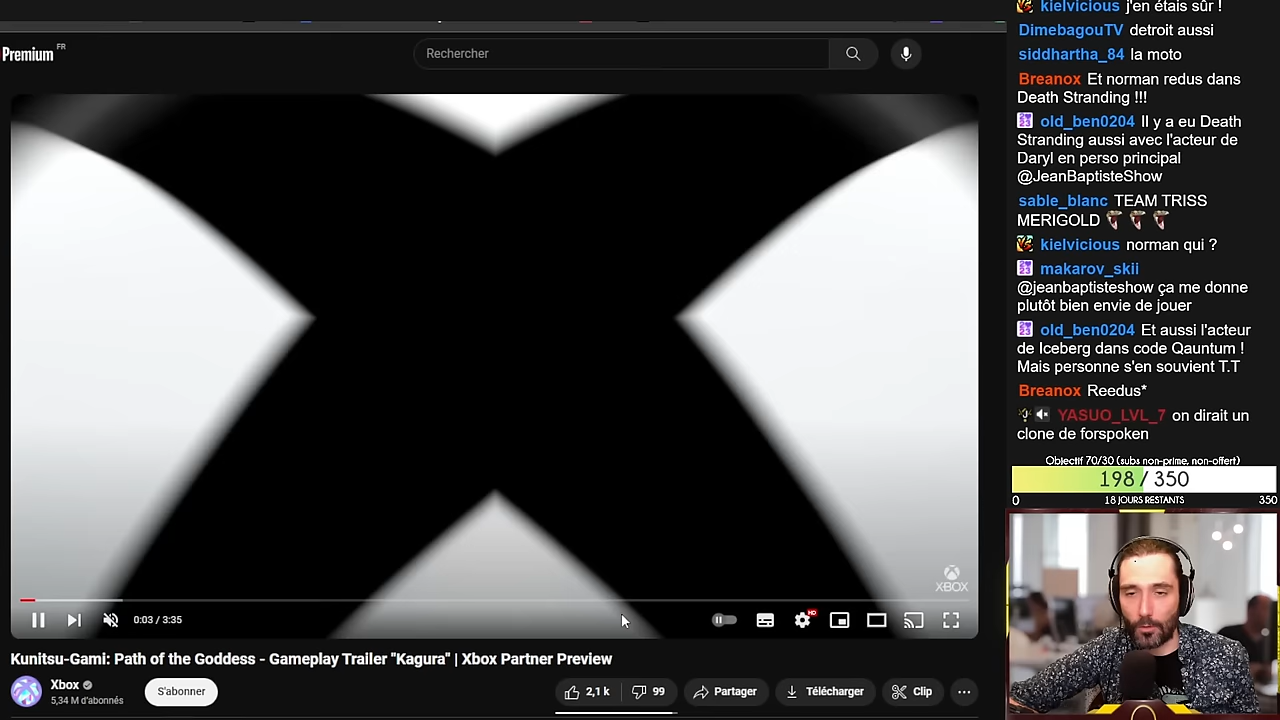 Premium FR
Rechercher
XBOX
0:03 / 3:35
HD
Kunitsu-Gami: Path of the Goddess - Gameplay Trailer "Kagura" | Xbox Partner Preview
Xbox
5,34 M d'abonnés
S'abonner
2,1 k
99
Partager
Télécharger
Clip
kielvicious j'en étais sûr !
DimebagouTV detroit aussi
siddhartha_84 la moto
Breanox Et norman redus dans
Death Stranding !!!
old_ben0204 Il y a eu Death
Stranding aussi avec l'acteur de
Daryl en perso principal
@JeanBaptisteShow
sable_blanc TEAM TRISS
MERIGOLD
kielvicious norman qui ?
makarov_skii
@jeanbaptisteshow ça me donne
plutôt bien envie de jouer
old_ben0204 Et aussi l'acteur
de Iceberg dans code Qauntum !
Mais personne s'en souvient T.T
Breanox Reedus*
YASUO_LVL_7 on dirait un
clone de forspoken
Objectif 70/30 (subs non-prime, non-offert)
198 / 350
0 18 JOURS RESTANTS 350